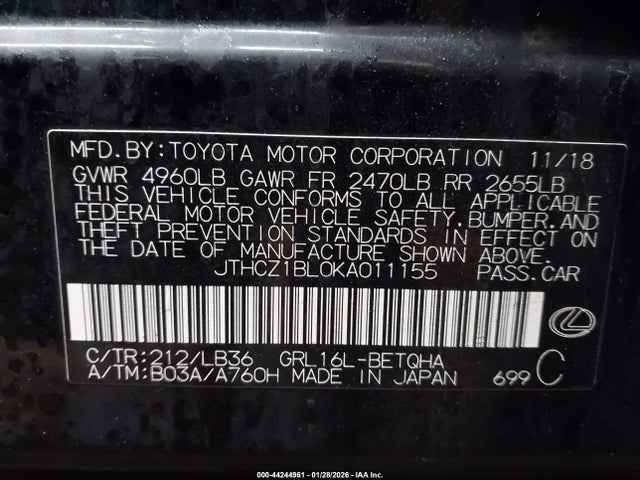 MFD.BY:TOYOTA MOTOR CORPORATION 11/18
GVWR 4960LB GAWR FR 2470LB RR 2655LB
THIS VEHICLE CONFORMS TO ALL APPLICABLE
FEDERAL MOTOR VEHICLE SAFETY,BUMPER,AND
THEFT PREVENTION STANDARDS IN EFFECT ON
THE DATE OF MANUFACTURE SHOWN ABOVE.
JTHCZ1BL0KA011155 PASS.CAR
C/TR:212/LB36 GRL16L-BETQHA
A/TM:B03A/A760H MADE IN JAPAN 699 C
000-44244961 | 01/28/2026 - IAA Inc.